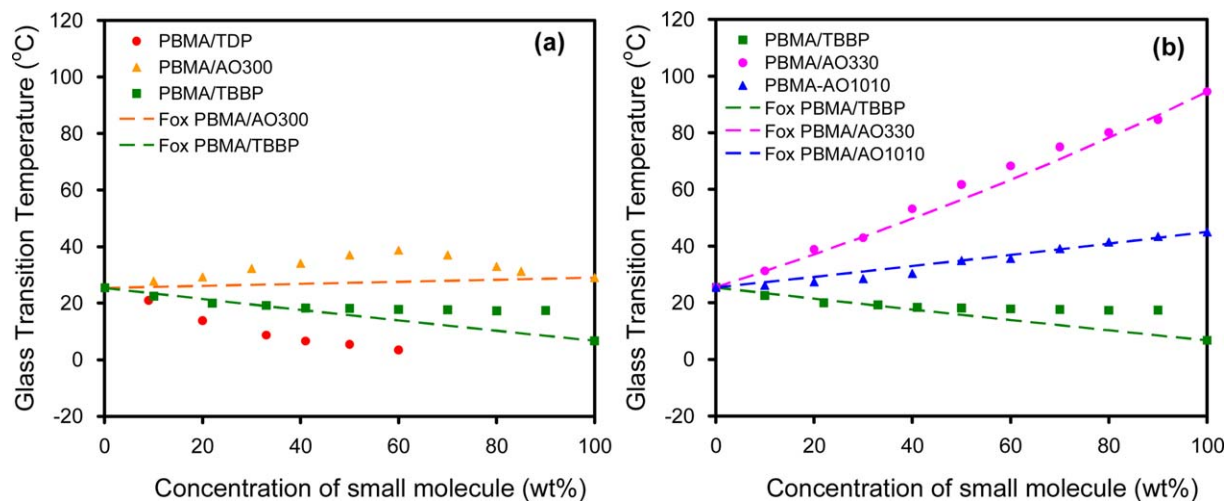 (a)
PBMA/TDP
PBMA/AO300
PBMA/TBBP
Fox PBMA/AO300
Fox PBMA/TBBP
120
100
80
60
40
20
0
-20
Glass Transition Temperature (°C)
0 20 40 60 80 100
Concentration of small molecule (wt%)
(b)
PBMA/TBBP
PBMA/AO330
PBMA-AO1010
Fox PBMA/TBBP
Fox PBMA/AO330
Fox PBMA/AO1010
120
100
80
60
40
20
0
-20
Glass Transition Temperature (°C)
0 20 40 60 80 100
Concentration of small molecule (wt%)